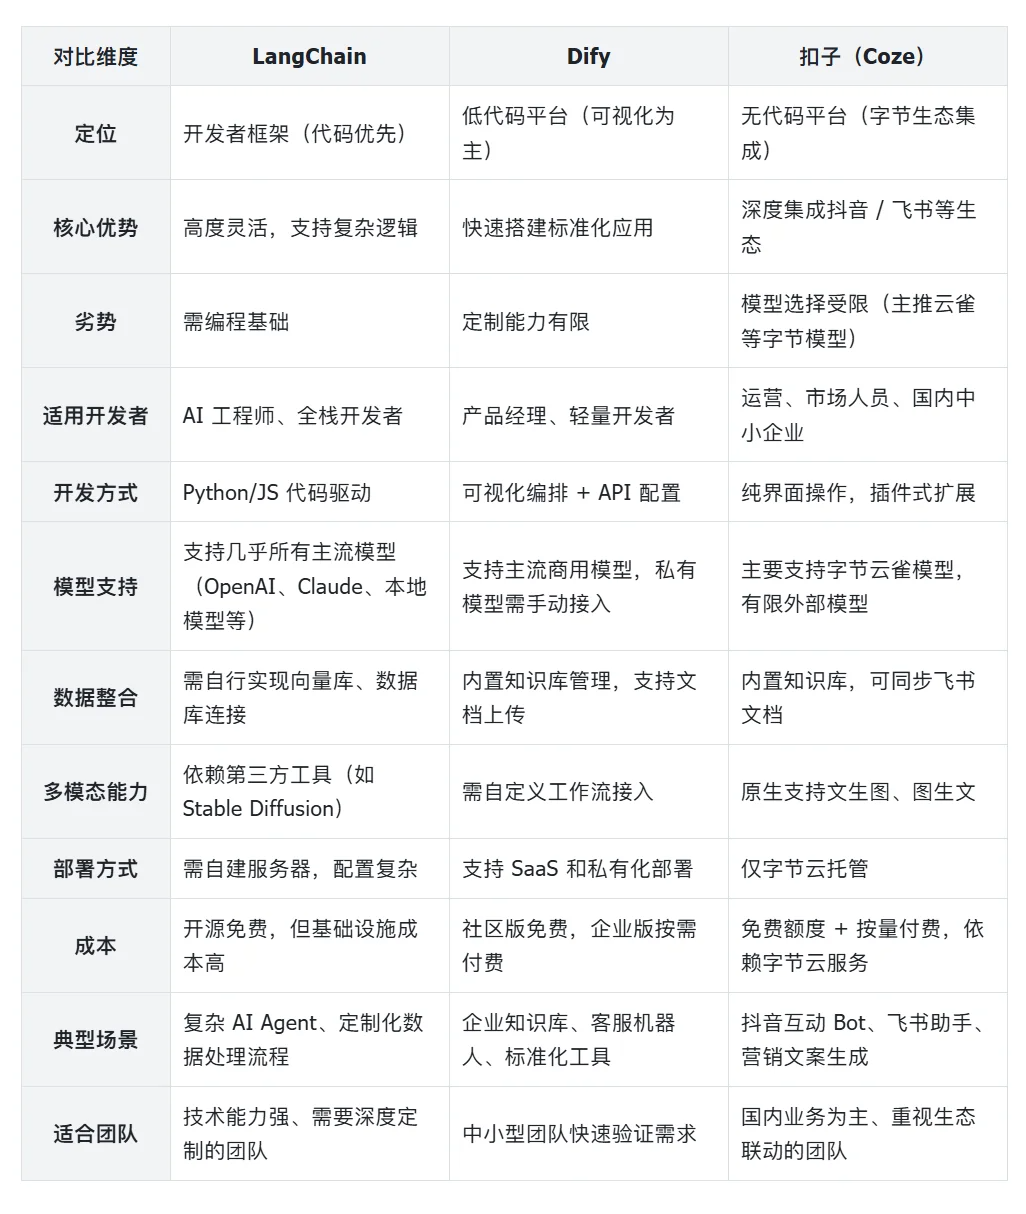 对比维度 LangChain Dify 扣子（Coze）
定位
开发者框架（代码优先）
低代码平台（可视化为
主）
无代码平台（字节生态集
成）
核心优势
高度灵活，支持复杂逻辑
快速搭建标准化应用
深度集成抖音 / 飞书等生
态
劣势
需编程基础
定制能力有限
模型选择受限（主推云雀
等字节模型）
适用开发者
AI 工程师、全栈开发者
产品经理、轻量开发者
运营、市场人员、国内中
小企业
开发方式
Python/JS 代码驱动
可视化编排 + API 配置
纯界面操作，插件式扩展
模型支持
支持几乎所有主流模型
（OpenAI、Claude、本地
模型等）
支持主流商用模型，私有
模型需手动接入
主要支持字节云雀模型，
有限外部模型
数据整合
需自行实现向量库、数据
库连接
内置知识库管理，支持文
档上传
内置知识库，可同步飞书
文档
多模态能力
依赖第三方工具（如
Stable Diffusion）
需自定义工作流接入
原生支持文生图、图生文
部署方式
需自建服务器，配置复杂
支持 SaaS 和私有化部署
仅字节云托管
成本
开源免费，但基础设施成
本高
社区版免费，企业版按需
付费
免费额度 + 按量付费，依
赖字节云服务
典型场景
复杂 AI Agent、定制化数
据处理流程
企业知识库、客服机器
人、标准化工具
抖音互动 Bot、飞书助手、
营销文案生成
适合团队
技术能力强、需要深度定
制的团队
中小型团队快速验证需求
国内业务为主、重视生态
联动的团队